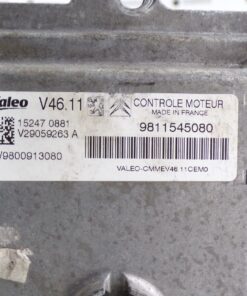 Valeo V46.11 CONTROLE MOTEUR
MADE IN FRANCE
15247 0881
V29059263 A
9811545080
9800913080
VALEO-CMMEV46.11CEM0